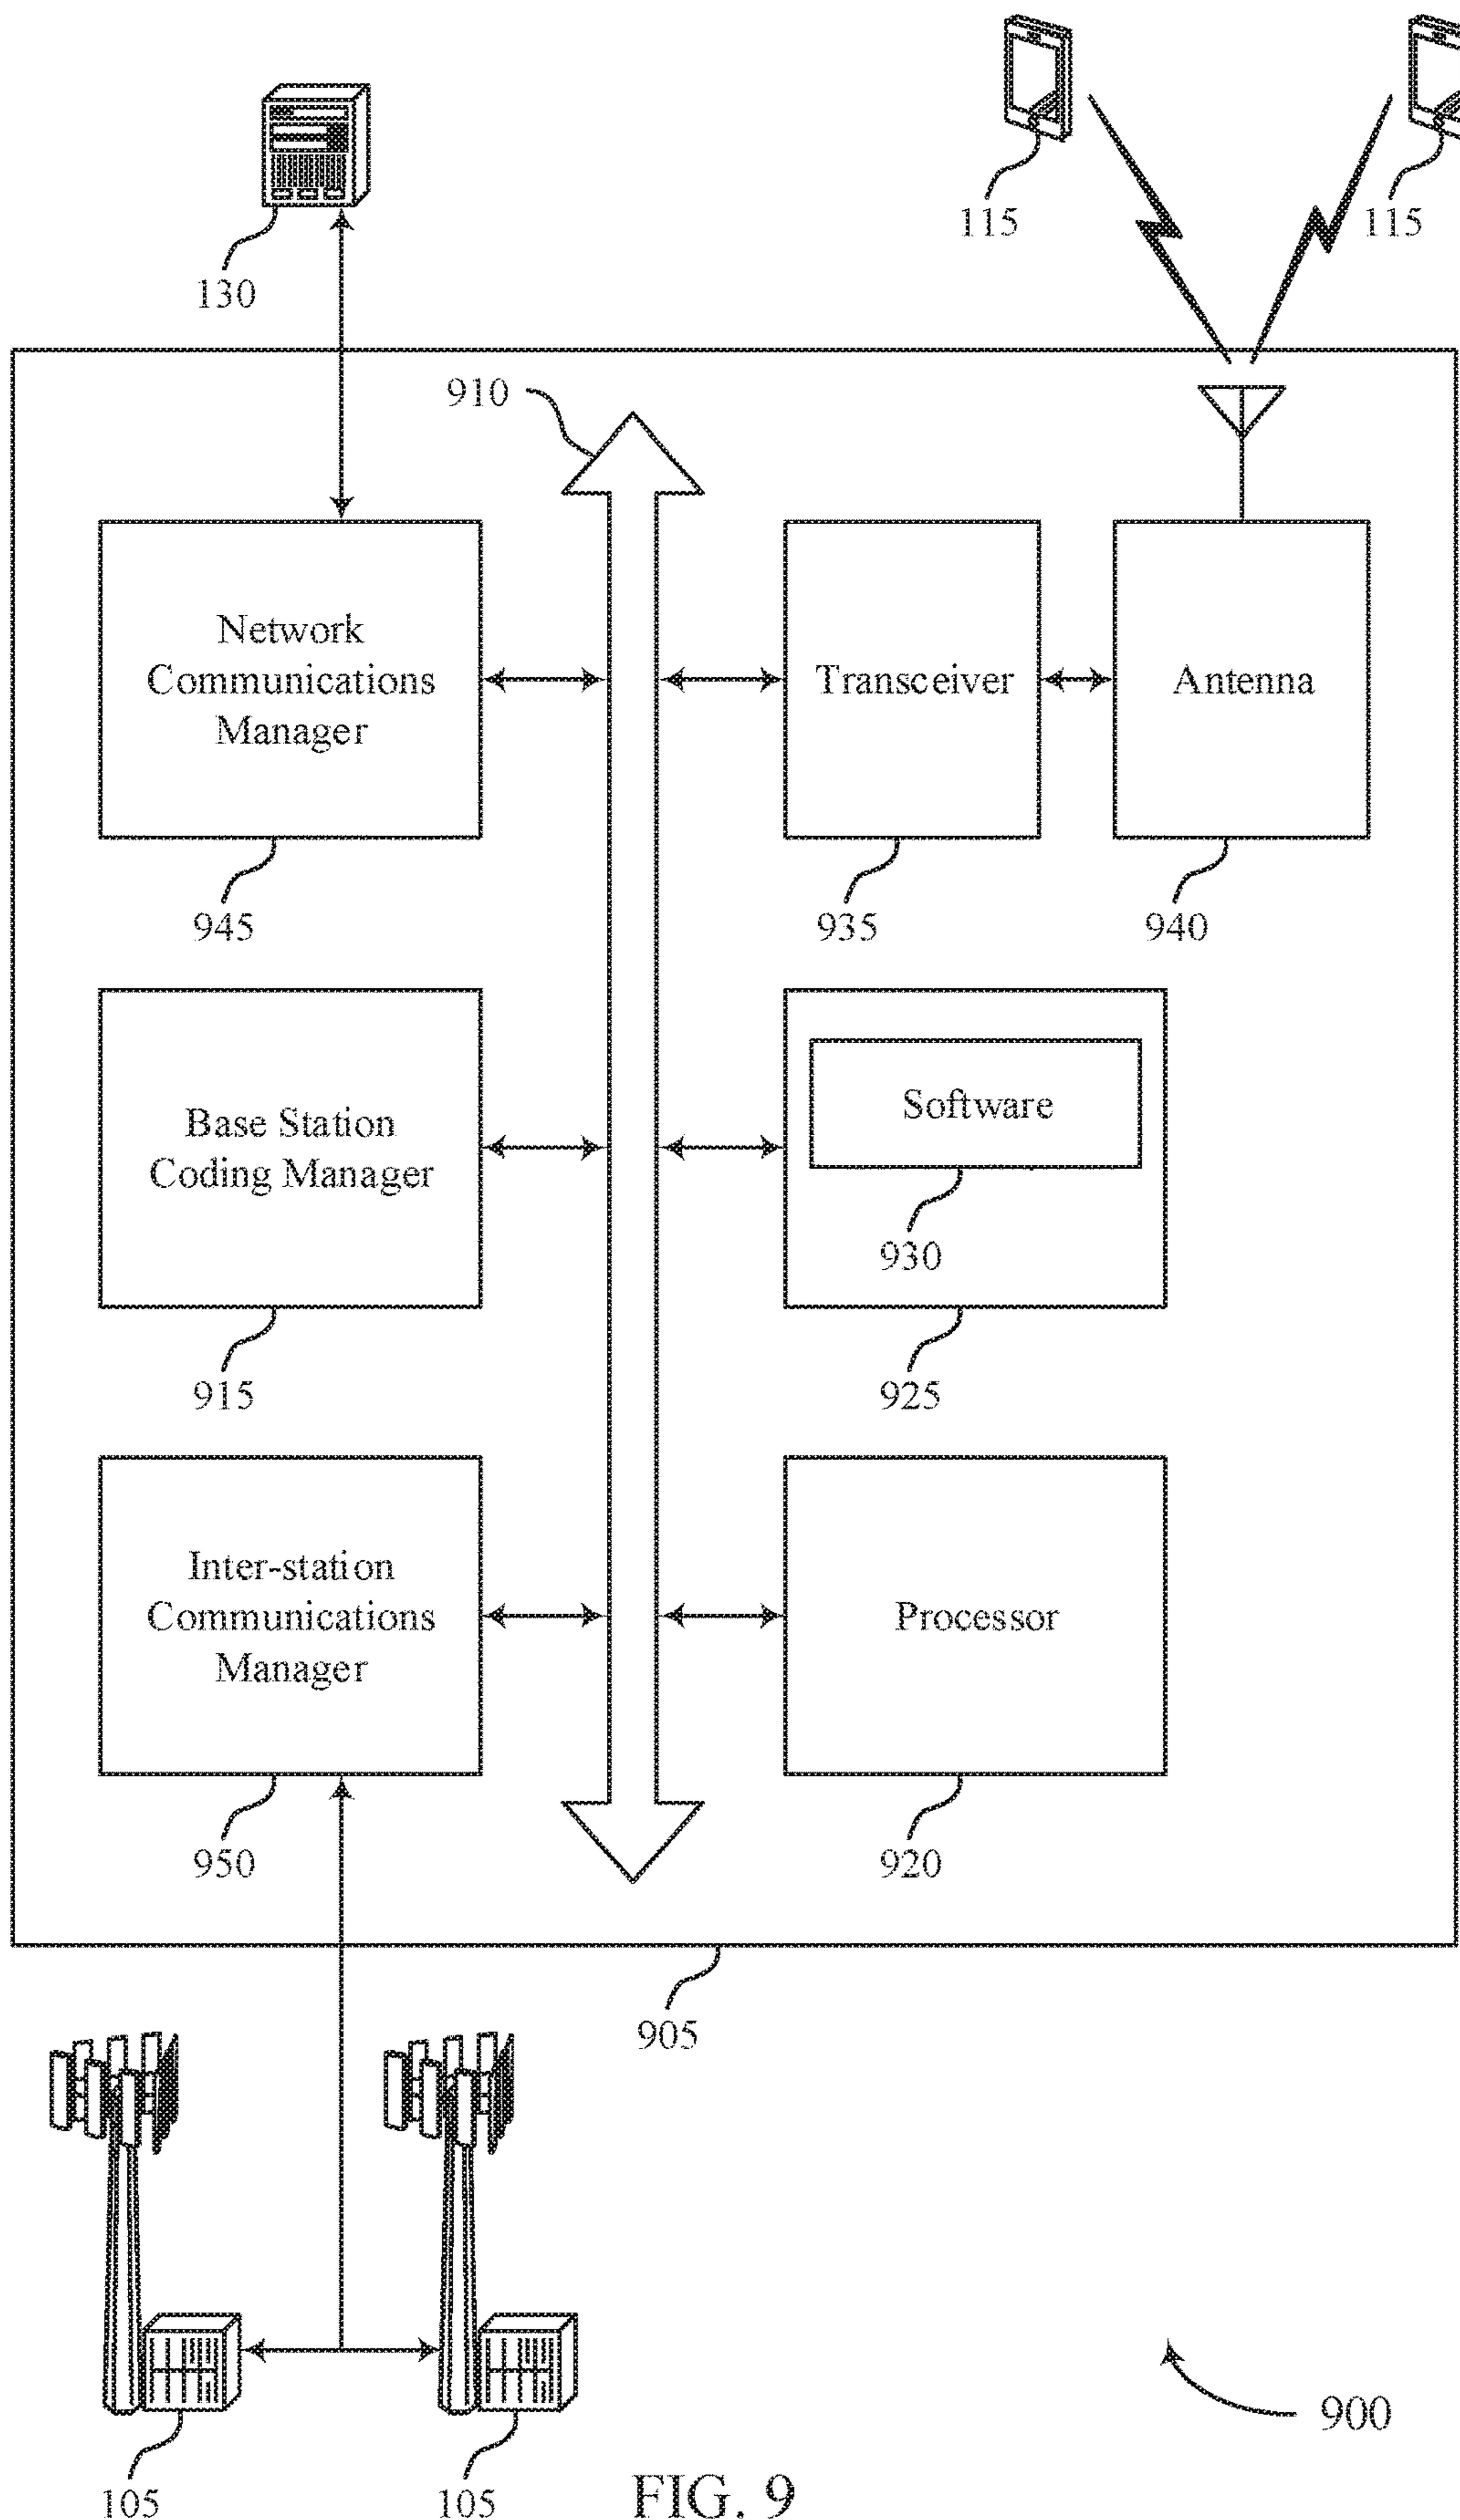 115
115
130
910
Network
Communications
Manager
Transceiver
Antenna
945
935
940
Base Station
Coding Manager
Software
930
915
925
Inter-station
Communications
Manager
Processor
950
920
905
900
105
105
FIG. 9